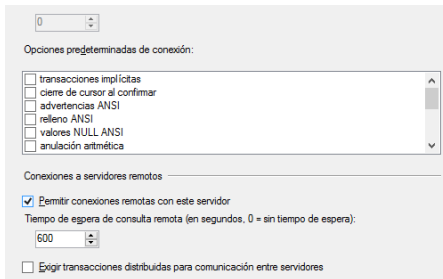 0
Opciones predeterminadas de conexión:
transacciones implícitas
cierre de cursor al confirmar
advertencias ANSI
relleno ANSI
valores NULL ANSI
anulación aritmética
Conexiones a servidores remotos
Permitir conexiones remotas con este servidor
Tiempo de espera de consulta remota (en segundos, 0 = sin tiempo de espera):
600
Exigir transacciones distribuidas para comunicación entre servidores